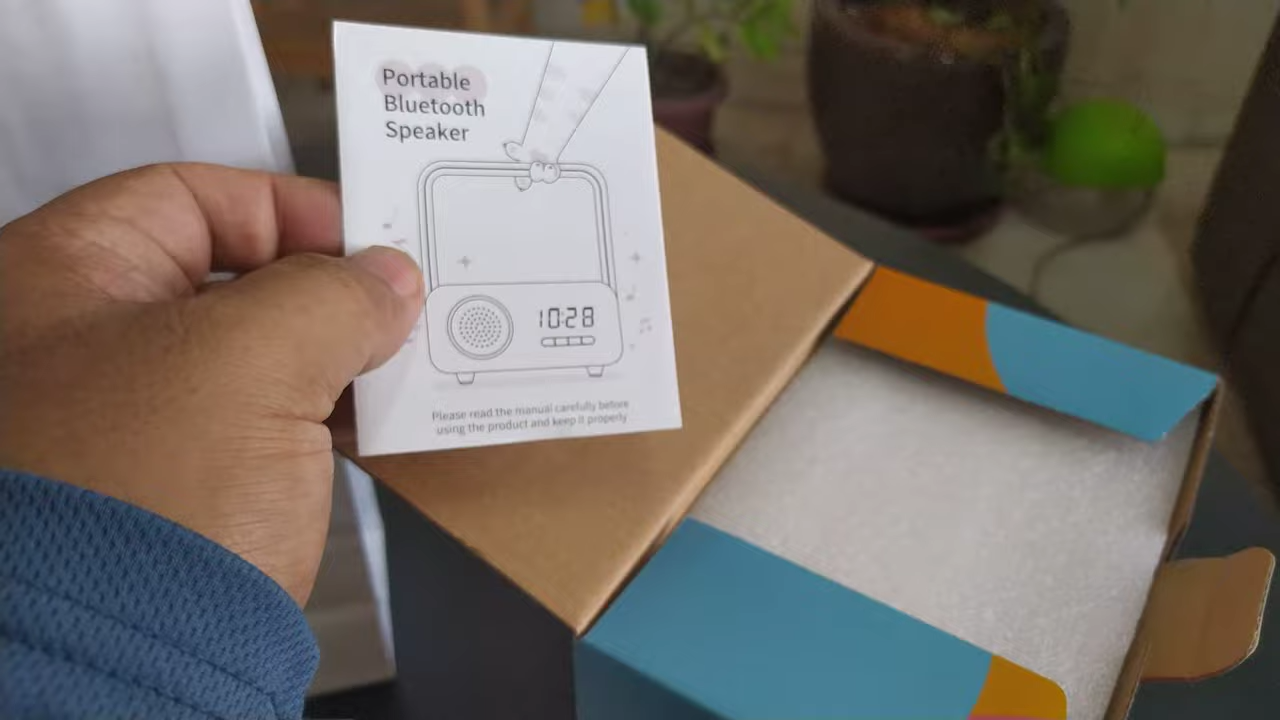 Portable
Bluetooth
Speaker
10:28
Please read the manual carefully before
using the product and keep it properly